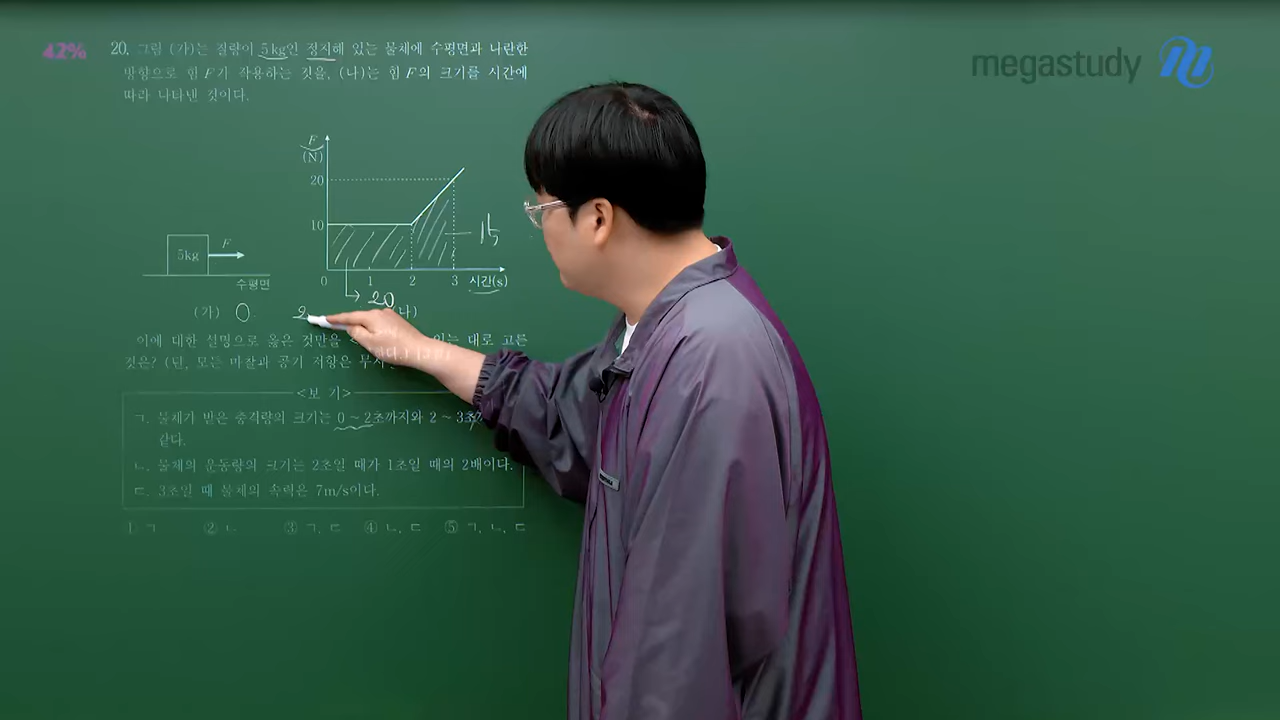 42%
20. 그림 (가)는 질량이 5kg인 정지해 있는 물체에 수평면과 나란한
방향으로 힘 F가 작용하는 것을, (나)는 힘 F의 크기를 시간에
따라 나타낸 것이다.
megastudy
F
(N)
20
10
15
5kg
F
수평면
0 1 2 3 시간(s)
20
(가) 0
2
나)
이에 대한 설명으로 옳은 것만을 대로 고른
것은? (단, 모든 마찰과 공기 저항은
<보 기>
ㄱ. 물체가 받은 충격량의 크기는 0 ~ 2초까지와 2 ~ 3초
같다.
ㄴ. 물체의 운동량의 크기는 2초일 때가 1초일 때의 2배이다.
ㄷ. 3초일 때 물체의 속력은 7m/s이다.
① ㄱ ② ㄴ ③ ㄱ, ㄷ ④ ㄴ, ㄷ ⑤ ㄱ, ㄴ, ㄷ